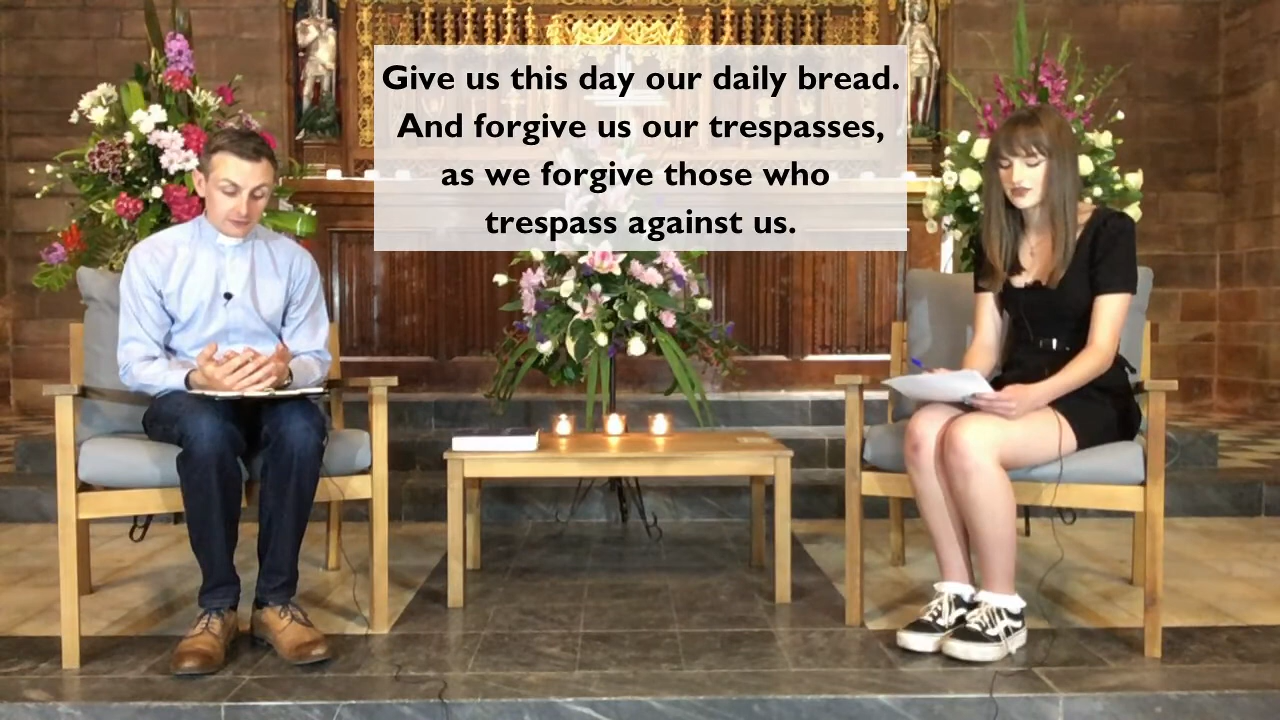 Give us this day our daily bread.
And forgive us our trespasses,
as we forgive those who
trespass against us.